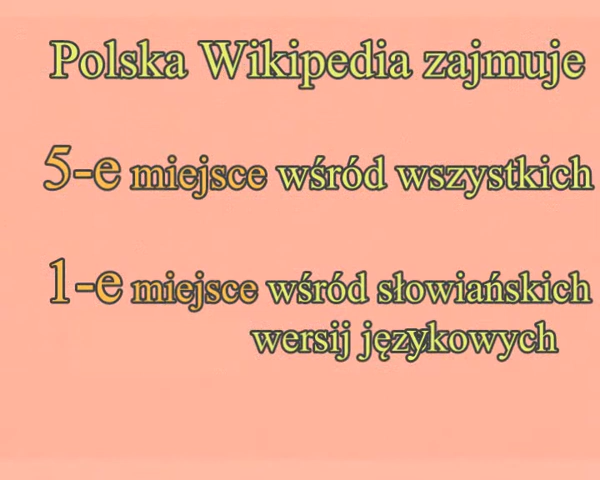 Polska Wikipedia zajmuje
5-e miejsce wśród wszystkich
1-e miejsce wśród słowiańskich
wersij językowych